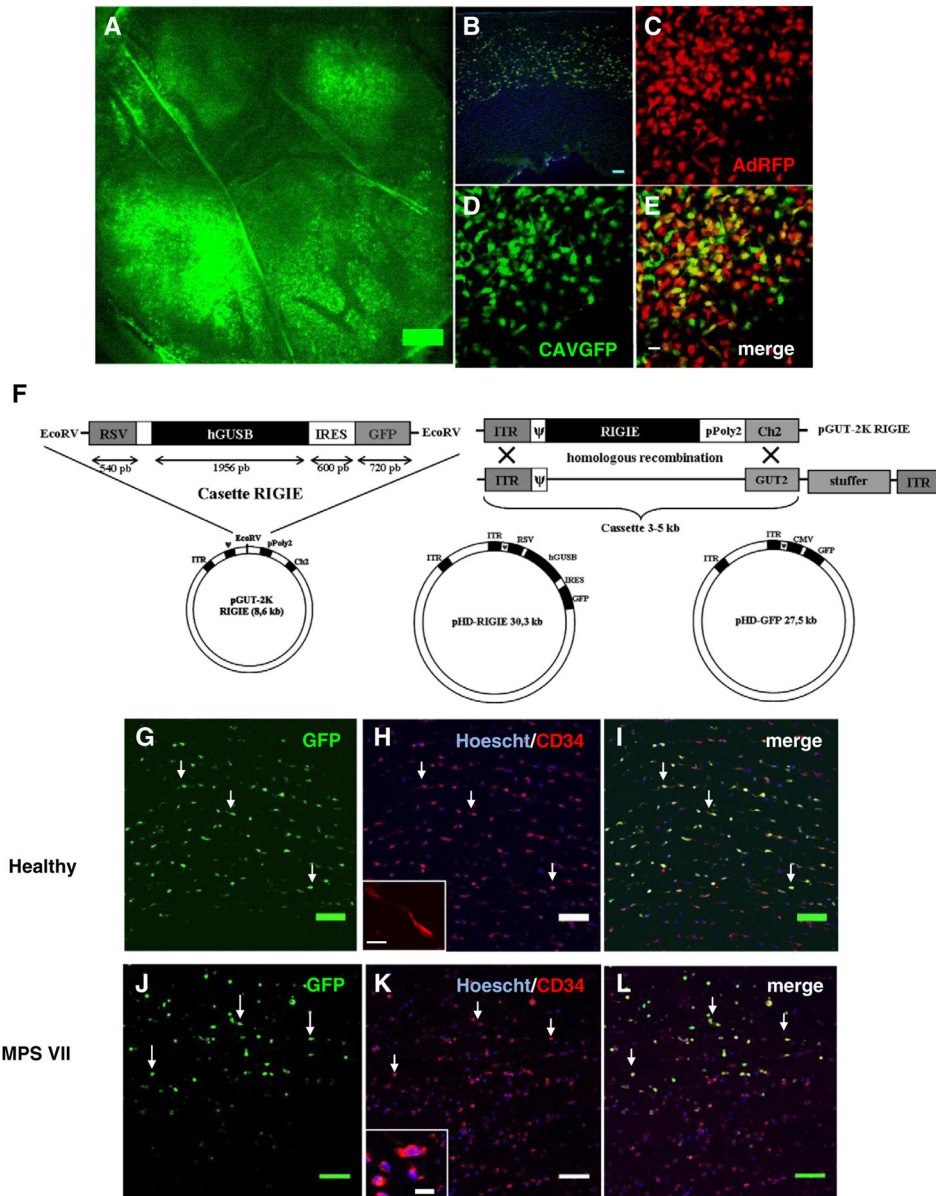 A
B
C
AdRFP
D
CAVGFP
E
merge
F
EcoRV
RSV
hGUSB
IRES
GFP
EcoRV
540 pb
1956 pb
600 pb
720 pb
Casette RIGIE
ITR
ψ
RIGIE
pPoly2
Ch2
pGUT-2K RIGIE
homologous recombination
ITR
ψ
GUT2
stuffer
ITR
Cassette 3-5 kb
ITR
Ψ
EcoRV
pPoly2
Ch2
pGUT-2K
RIGIE (8,6 kb)
ITR
ITR
ψ
RSV
hGUSB
IRES
GFP
pHD-RIGIE 30,3 kb
ITR
ITR
ψ
CMV
GFP
pHD-GFP 27,5 kb
Healthy
G
GFP
H
Hoescht/CD34
I
merge
MPS VII
J
GFP
K
Hoescht/CD34
L
merge